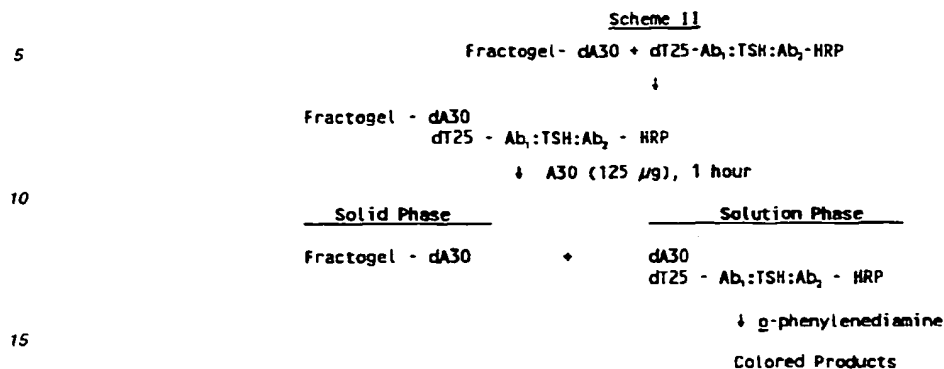 Scheme II
5
Fractogel- dA30 + dT25-Ab₁:TSH:Ab₂-HRP
↓
Fractogel - dA30
dT25 - Ab₁:TSH:Ab₂ - HRP
↓ A30 (125 µg), 1 hour
10
Solid Phase Solution Phase
Fractogel - dA30 + dA30
dT25 - Ab₁:TSH:Ab₂ - HRP
↓ o-phenylenediamine
15
Colored Products